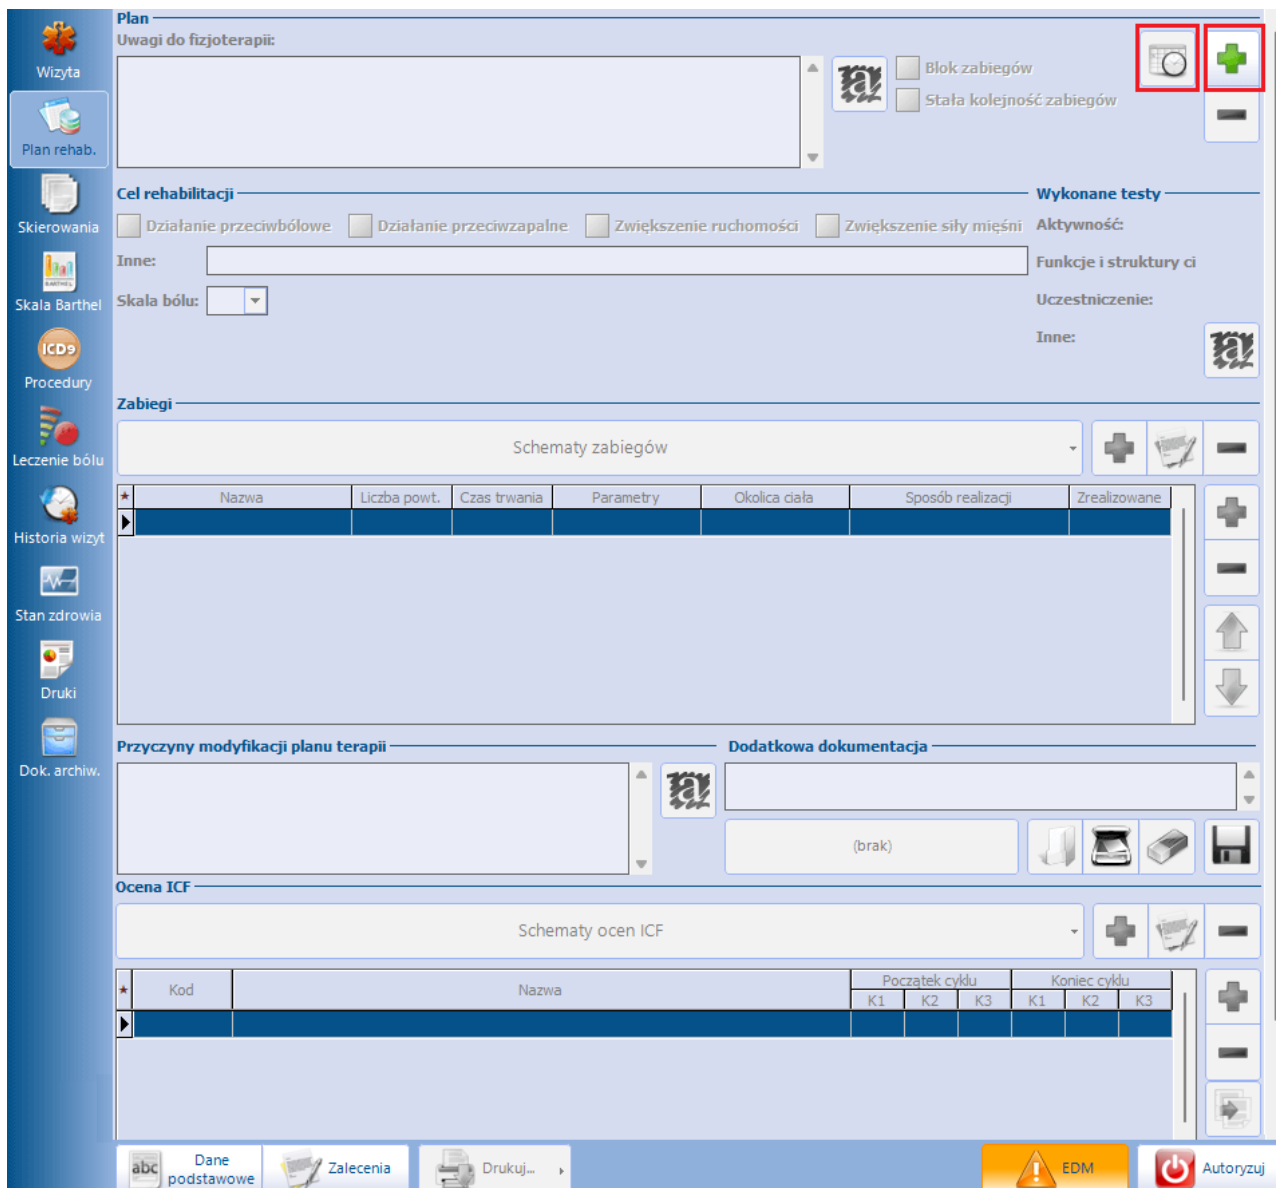 Plan
Uwagi do fizjoterapii:
Blok zabiegów
Stała kolejność zabiegów
Wizyta
Plan rehab.
Skierowania
BARTHEL
Skala Barthel
ICD9
Procedury
Leczenie bólu
Historia wizyt
Stan zdrowia
Druki
Dok. archiw.
Cel rehabilitacji
Działanie przeciwbólowe
Działanie przeciwzapalne
Zwiększenie ruchomości
Zwiększenie siły mięśni
Inne:
Skala bólu:
Wykonane testy
Aktywność:
Funkcje i struktury ci
Uczestniczenie:
Inne:
Zabiegi
Schematy zabiegów
Nazwa Liczba powt. Czas trwania Parametry Okolica ciała Sposób realizacji Zrealizowane
Przyczyny modyfikacji planu terapii
Dodatkowa dokumentacja
(brak)
Ocena ICF
Schematy ocen ICF
Kod Nazwa Początek cyklu Koniec cyklu
K1 K2 K3 K1 K2 K3
abc
Dane
podstawowe
Zalecenia
Drukuj...
EDM
Autoryzuj